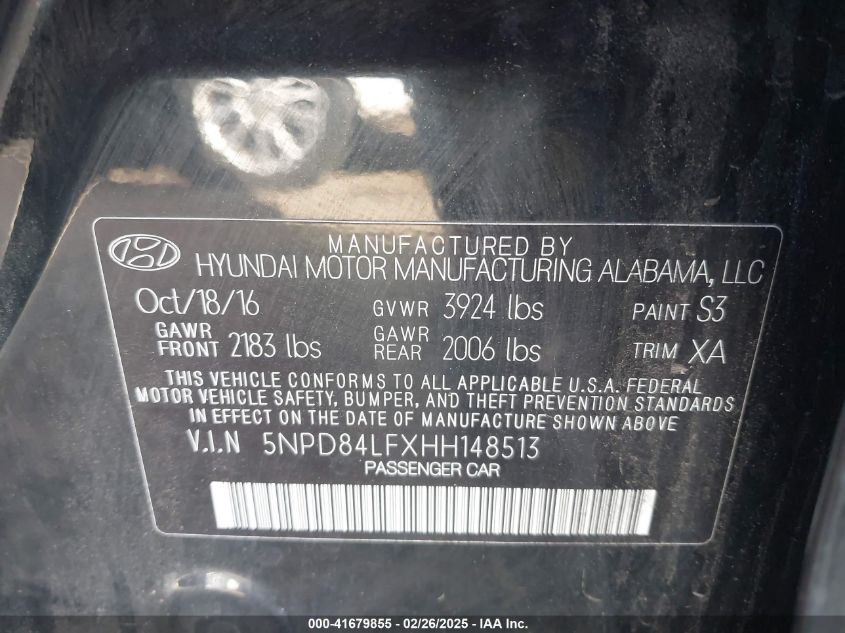 MANUFACTURED BY
HYUNDAI MOTOR MANUFACTURING ALABAMA, LLC
Oct/18/16 GVWR 3924 lbs PAINT S3
GAWR FRONT 2183 lbs GAWR REAR 2006 lbs TRIM XA
THIS VEHICLE CONFORMS TO ALL APPLICABLE U.S.A. FEDERAL
MOTOR VEHICLE SAFETY, BUMPER, AND THEFT PREVENTION STANDARDS
IN EFFECT ON THE DATE OF MANUFACTURE SHOWN ABOVE
V.I.N 5NPD84LFXHH148513
PASSENGER CAR
000-41679855 - 02/26/2025 - IAA Inc.